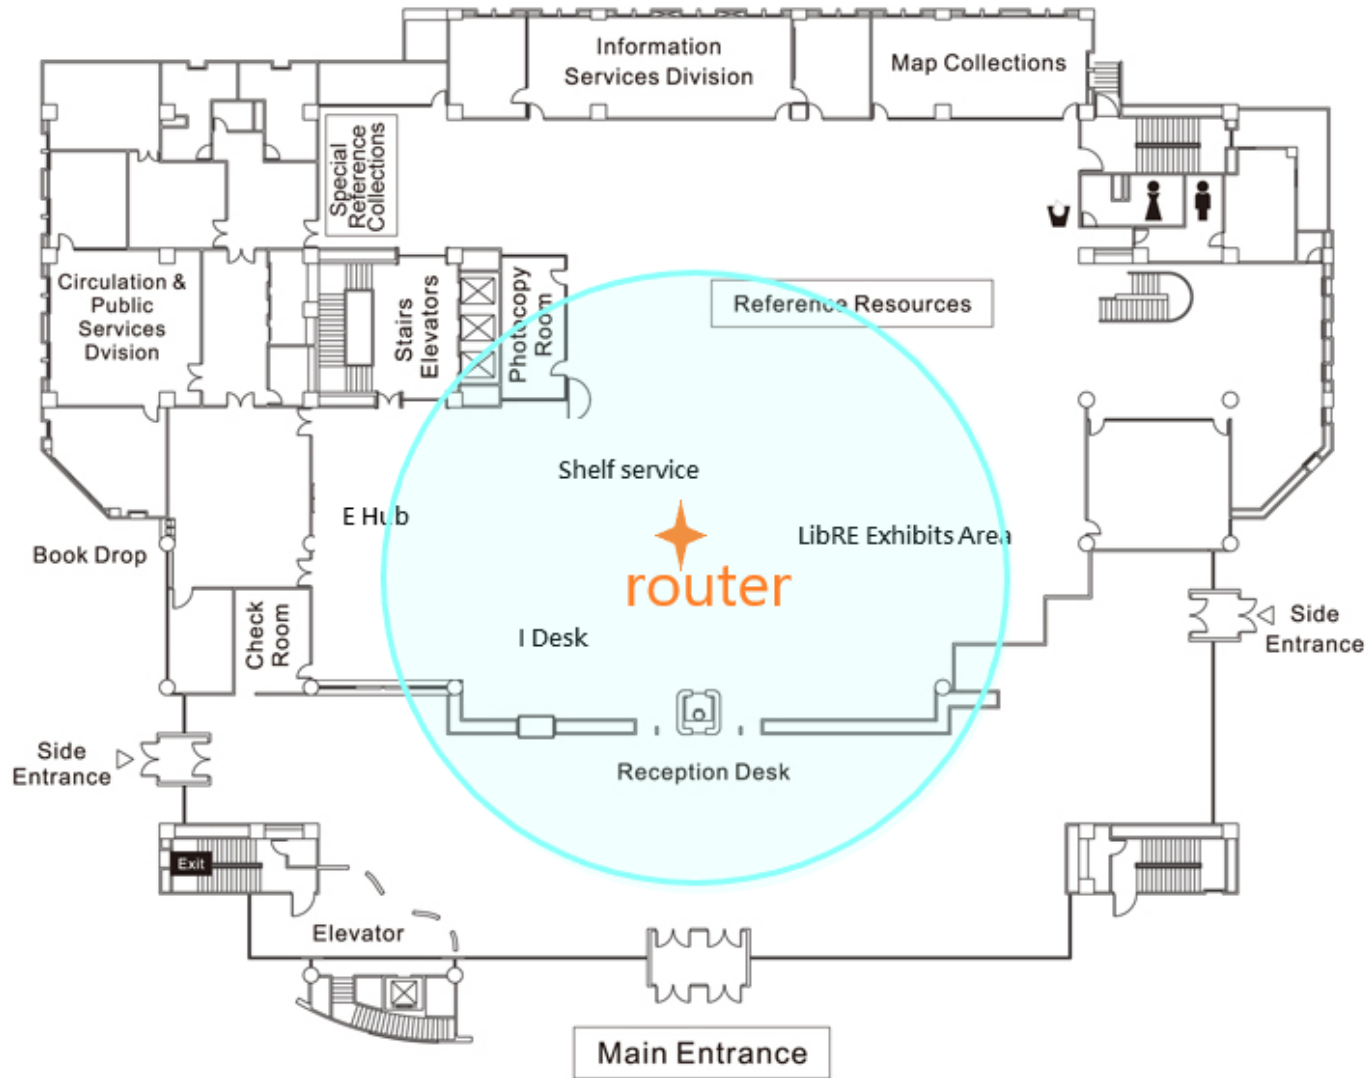 Information
Services Division
Map Collections
Special
Reference
Collections
Circulation &
Public
Services
Dvision
Stairs
Elevators
Photocopy
Room
Reference Resources
Shelf service
E Hub
LibRE Exhibits Area
router
Book Drop
I Desk
Check
Room
Side
Entrance
Side
Entrance
Reception Desk
Exit
Elevator
Main Entrance